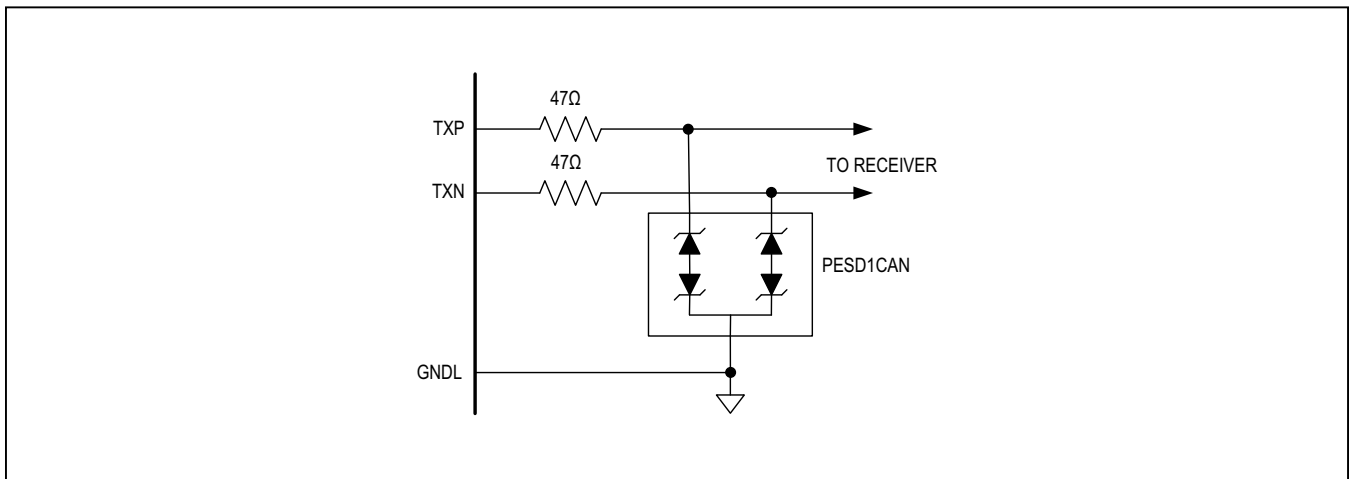 47Ω
TXP
47Ω
TO RECEIVER
TXN
PESD1CAN
GNDL